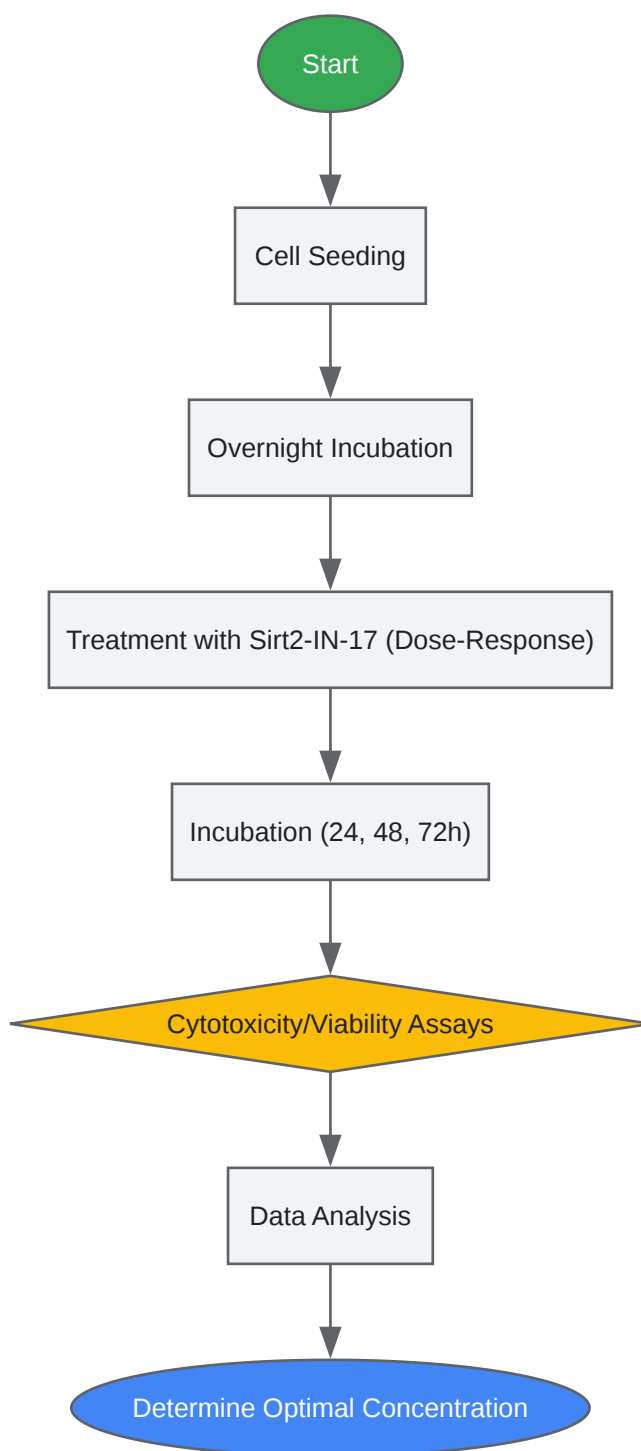 Start
Cell Seeding
Overnight Incubation
Treatment with Sirt2-IN-17 (Dose-Response)
Incubation (24, 48, 72h)
Cytotoxicity/Viability Assays
Data Analysis
Determine Optimal Concentration